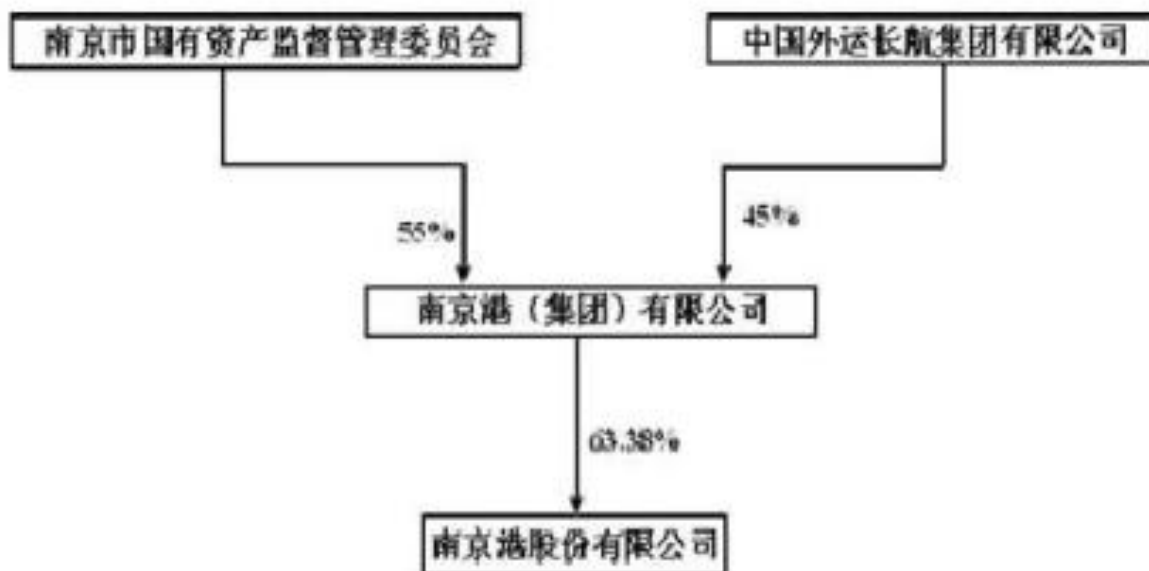 南京市国有资产监督管理委员会
中国外运长航集团有限公司
55%
45%
南京港（集团）有限公司
63.38%
南京港股份有限公司